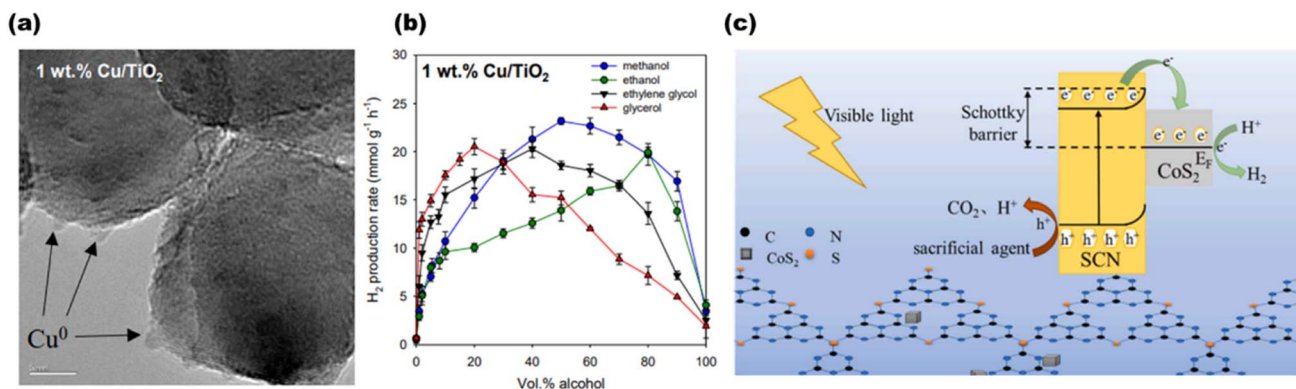 (a)
1 wt.% Cu/TiO2
Cu0
(b)
1 wt.% Cu/TiO2
methanol
ethanol
ethylene glycol
glycerol
H2 production rate (mmol g-1 h-1)
30
25
20
15
10
5
0
0 20 40 60 80 100
Vol.% alcohol
(c)
Visible light
Schottky
barrier
e-
e- e- e- e-
e- e- e-
EF
CoS2
H+
e-
H2
CO2、H+
h+
sacrificial agent
h+ h+ h+ h+
SCN
C
N
CoS2
S